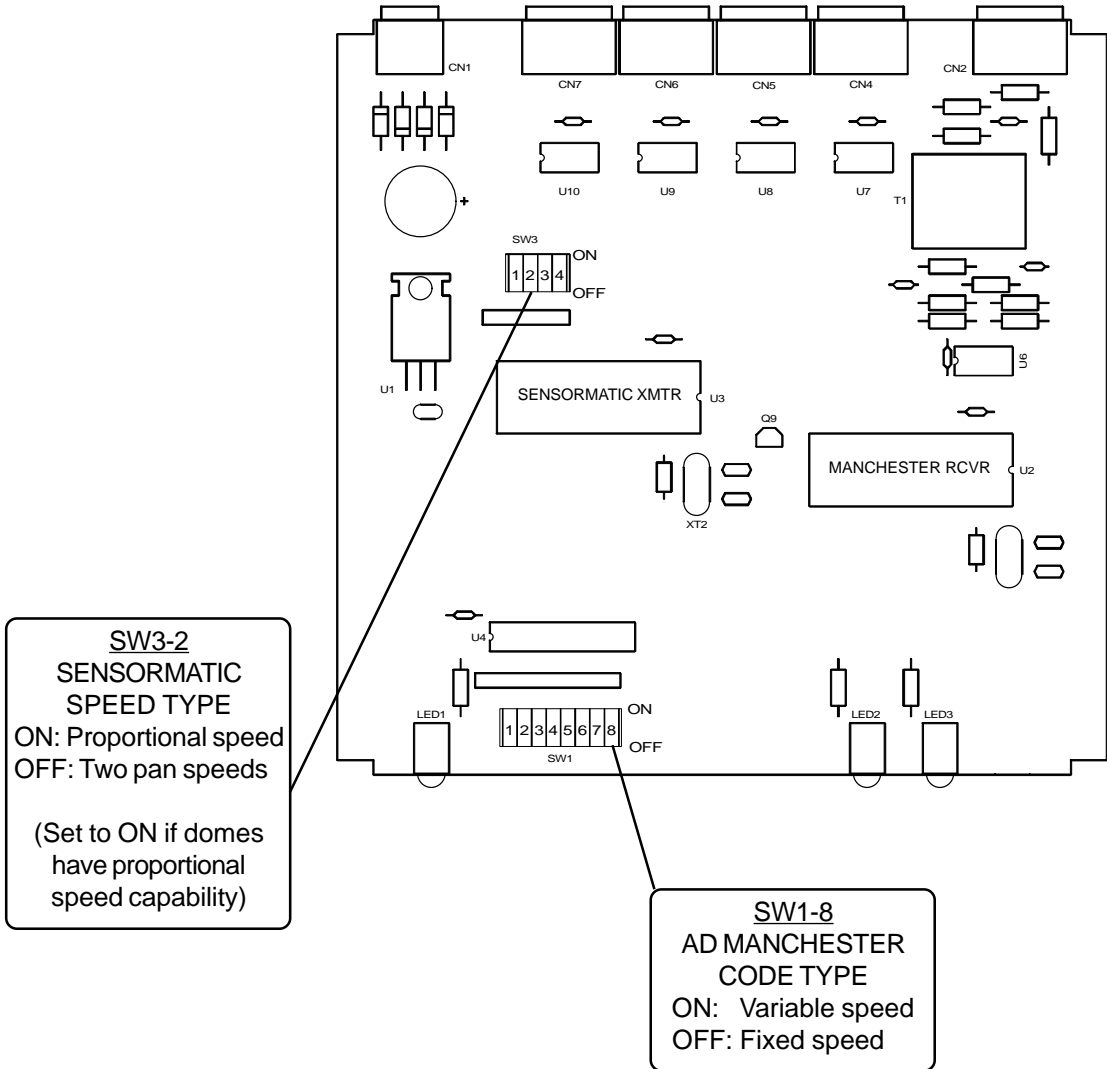 CN1
CN7
CN6
CN5
CN4
CN2
U10
U9
U8
U7
T1
+
SW3
ON
1 2 3 4
OFF
U1
SENSORMATIC XMTR
U3
U6
Q9
MANCHESTER RCVR
U2
XT2
U4
SW3-2
SENSORMATIC
SPEED TYPE
ON: Proportional speed
OFF: Two pan speeds
(Set to ON if domes
have proportional
speed capability)
LED1
ON
1 2 3 4 5 6 7 8
OFF
SW1
LED2
LED3
SW1-8
AD MANCHESTER
CODE TYPE
ON: Variable speed
OFF: Fixed speed